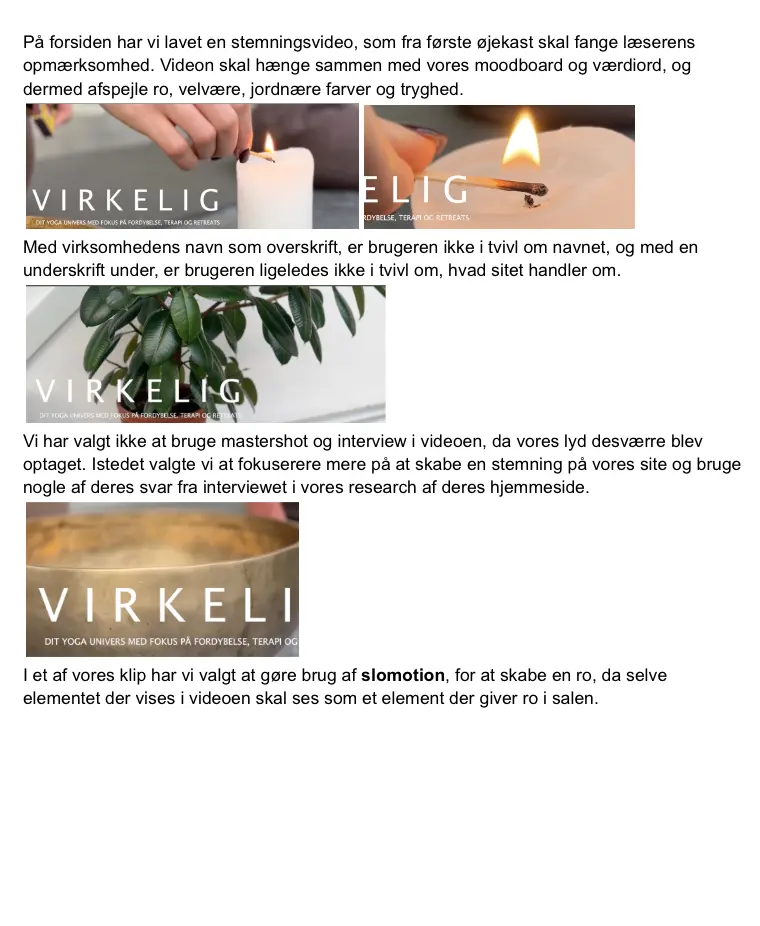 På forsiden har vi lavet en stemningsvideo, som fra første øjekast skal fange læserens
opmærksomhed. Videon skal hænge sammen med vores moodboard og værdiord, og
dermed afspejle ro, velvære, jordnære farver og tryghed.
VIRKELIG
DIT YOGA UNIVERS MED FOKUS PÅ FORDYBELSE, TERAPI OG RETREATS
ELIG
RDYBELSE, TERAPI OG RETREATS
Med virksomhedens navn som overskrift, er brugeren ikke i tvivl om navnet, og med en
underskrift under, er brugeren ligeledes ikke i tvivl om, hvad sitet handler om.
VIRKELIG
DIT YOGA UNIVERS MED FOKUS PÅ FORDYBELSE, TERAPI OG RETREATS
Vi har valgt ikke at bruge mastershot og interview i videoen, da vores lyd desværre blev
optaget. Istedet valgte vi at fokuserere mere på at skabe en stemning på vores site og bruge
nogle af deres svar fra interviewet i vores research af deres hjemmeside.
VIRKELI
DIT YOGA UNIVERS MED FOKUS PÅ FORDYBELSE, TERAPI OG
I et af vores klip har vi valgt at gøre brug af slomotion, for at skabe en ro, da selve
elementet der vises i videoen skal ses som et element der giver ro i salen.